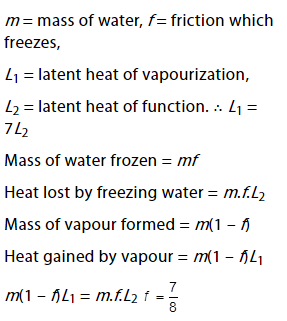 m = mass of water, f = friction which
freezes,
L₁ = latent heat of vapourization,
L₂ = latent heat of function. ∴ L₁ =
7L₂
Mass of water frozen = mf
Heat lost by freezing water = m.f.L₂
Mass of vapour formed = m(1 − f)
Heat gained by vapour = m(1 − f)L₁
m(1 − f)L₁ = m.f.L₂ f = 7/8